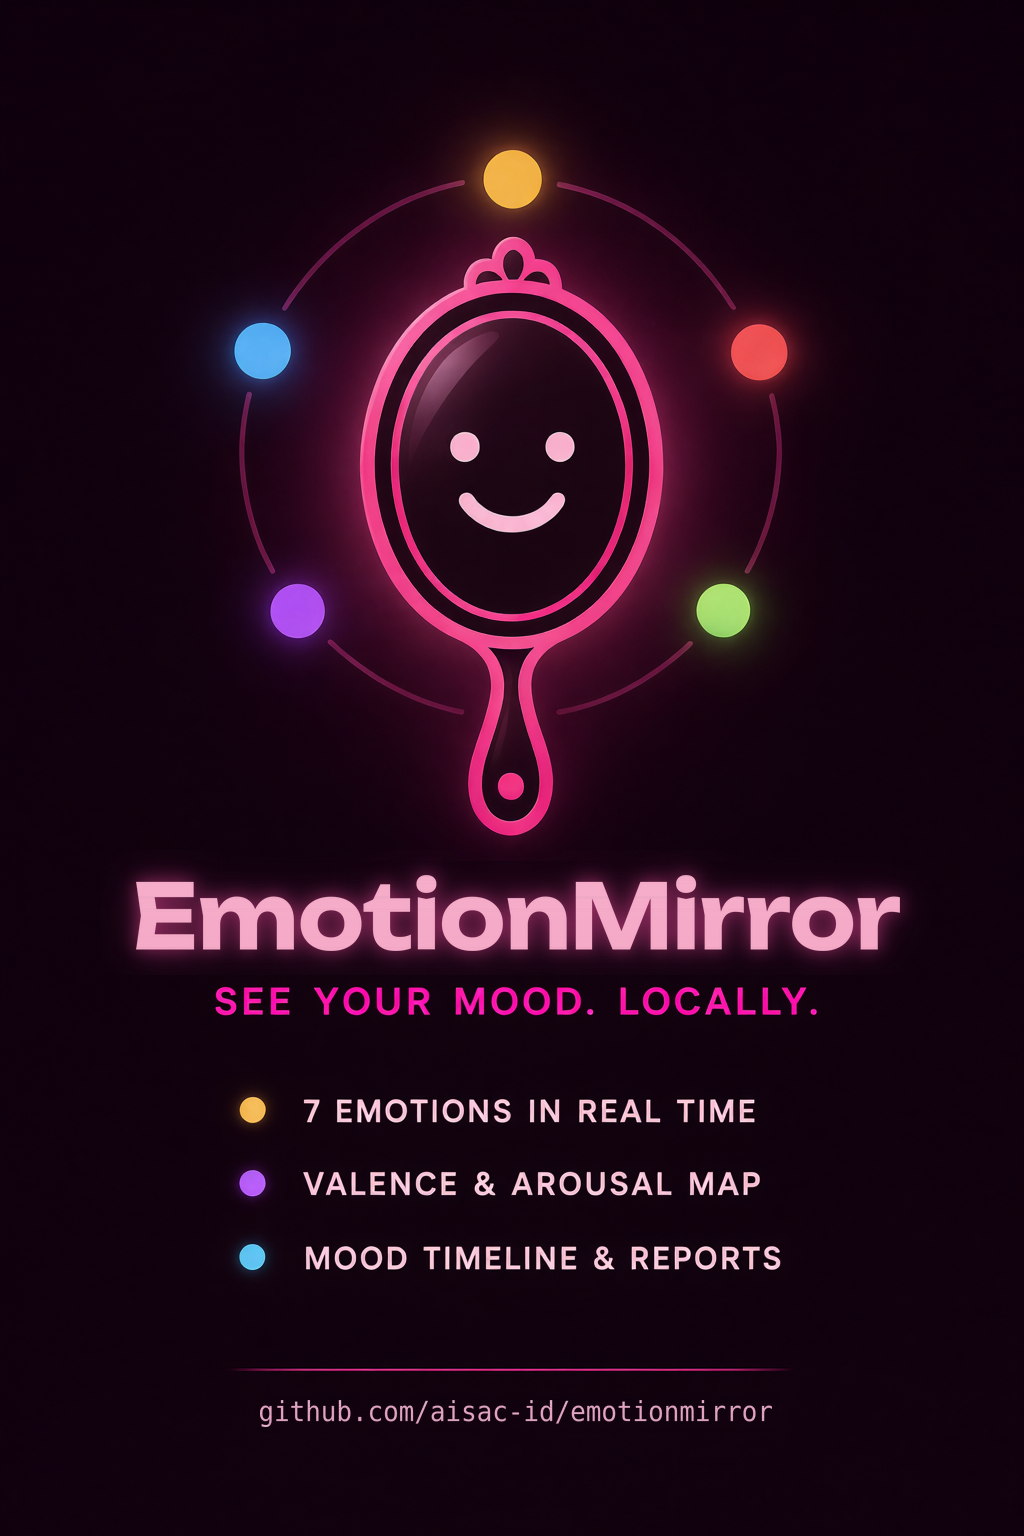 EmotionMirror
SEE YOUR MOOD. LOCALLY.
7 EMOTIONS IN REAL TIME
VALENCE & AROUSAL MAP
MOOD TIMELINE & REPORTS
github.com/aisac-id/emotionmirror